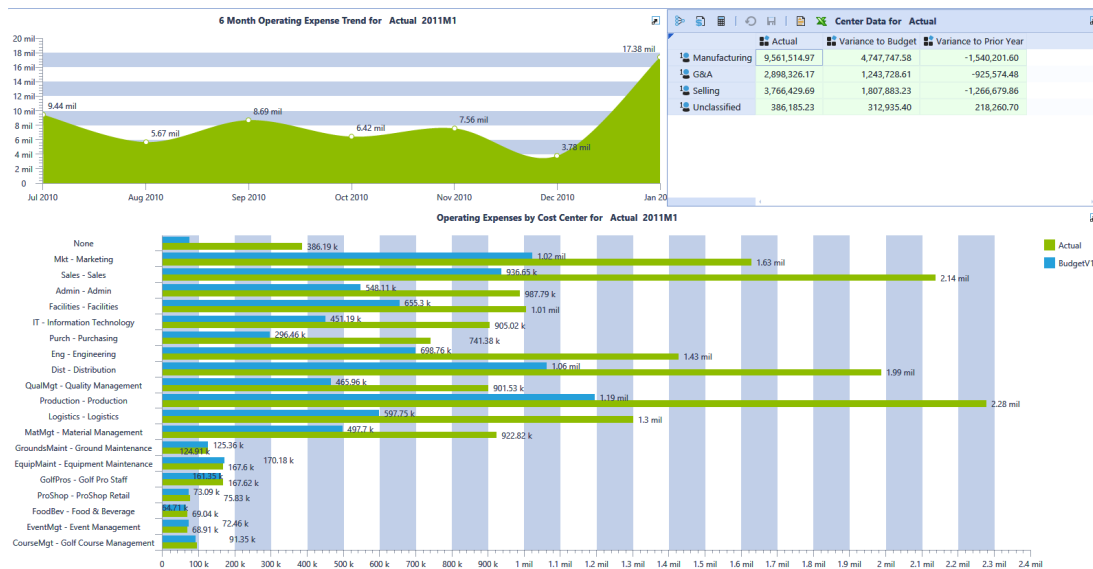 6 Month Operating Expense Trend for Actual 2011M1
20 mil
18 mil
16 mil
14 mil
12 mil
10 mil
8 mil
6 mil
4 mil
2 mil
0 mil
9.44 mil
5.67 mil
8.69 mil
6.42 mil
7.56 mil
3.78 mil
17.38 mil
Jul 2010 Aug 2010 Sep 2010 Oct 2010 Nov 2010 Dec 2010 Jan 20
Center Data for Actual
Actual Variance to Budget Variance to Prior Year
Manufacturing 9,561,514.97 4,747,747.58 -1,540,201.60
G&A 2,898,326.17 1,243,728.61 -925,574.48
Selling 3,766,429.69 1,807,883.23 -1,266,679.86
Unclassified 386,185.23 312,935.40 218,260.70
Operating Expenses by Cost Center for Actual 2011M1
Actual
BudgetV1
None 386.19 k
Mkt - Marketing 1.02 mil 1.63 mil
Sales - Sales 936.65 k 2.14 mil
Admin - Admin 548.11 k 987.79 k
Facilities - Facilities 655.3 k 1.01 mil
IT - Information Technology 451.19 k 905.02 k
Purch - Purchasing 296.46 k 741.38 k
Eng - Engineering 698.76 k 1.43 mil
Dist - Distribution 1.06 mil 1.99 mil
QualMgt - Quality Management 465.96 k 901.53 k
Production - Production 1.19 mil 2.28 mil
Logistics - Logistics 597.75 k 1.3 mil
MatMgt - Material Management 497.7 k 922.82 k
GroundsMaint - Ground Maintenance 125.36 k 124.91 k
EquipMaint - Equipment Maintenance 170.18 k 167.6 k
GolfPros - Golf Pro Staff 161.35 k 167.62 k
ProShop - ProShop Retail 73.09 k 75.83 k
FoodBev - Food & Beverage 64.71 k 69.04 k
EventMgt - Event Management 72.46 k 68.91 k
CourseMgt - Golf Course Management 91.35 k
0 100 k 200 k 300 k 400 k 500 k 600 k 700 k 800 k 900 k 1 mil 1.1 mil 1.2 mil 1.3 mil 1.4 mil 1.5 mil 1.6 mil 1.7 mil 1.8 mil 1.9 mil 2 mil 2.1 mil 2.2 mil 2.3 mil 2.4 mil